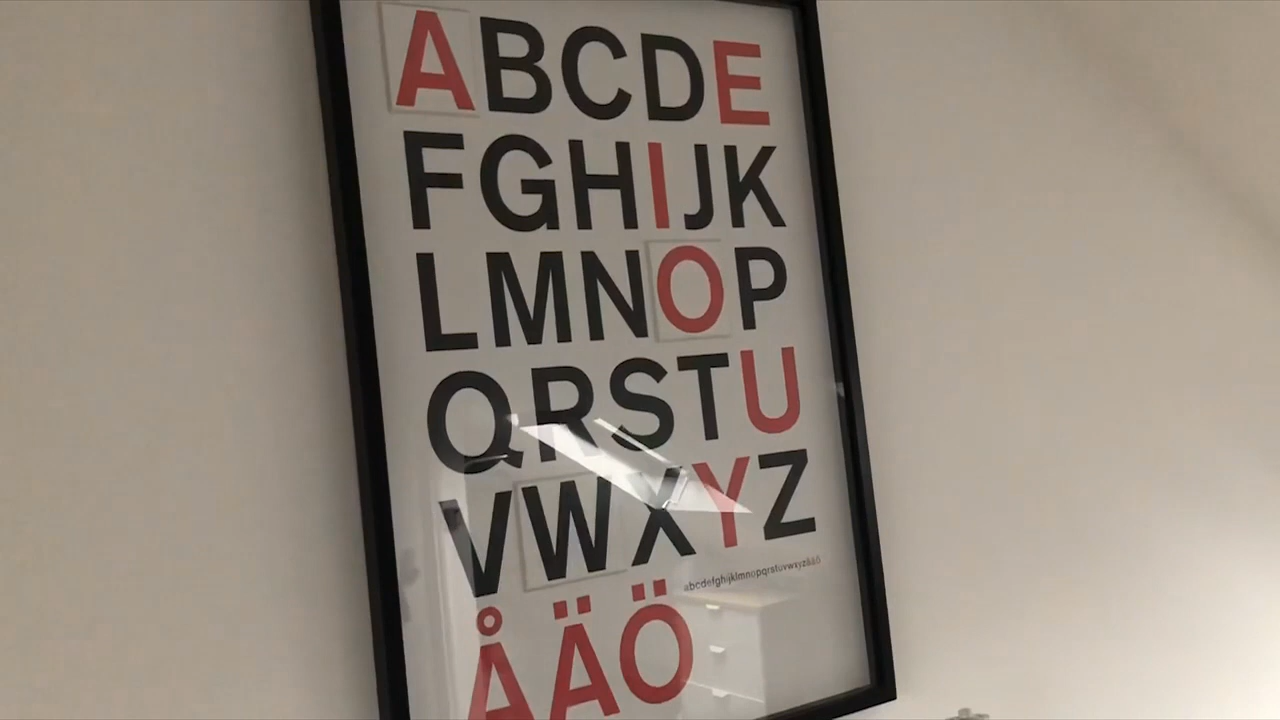 ABCDE
FGHIJK
LMNOP
QRSTU
VWXYZ
abcdefghijklmnopqrstuvwxyzåäö
ÅÄÖ